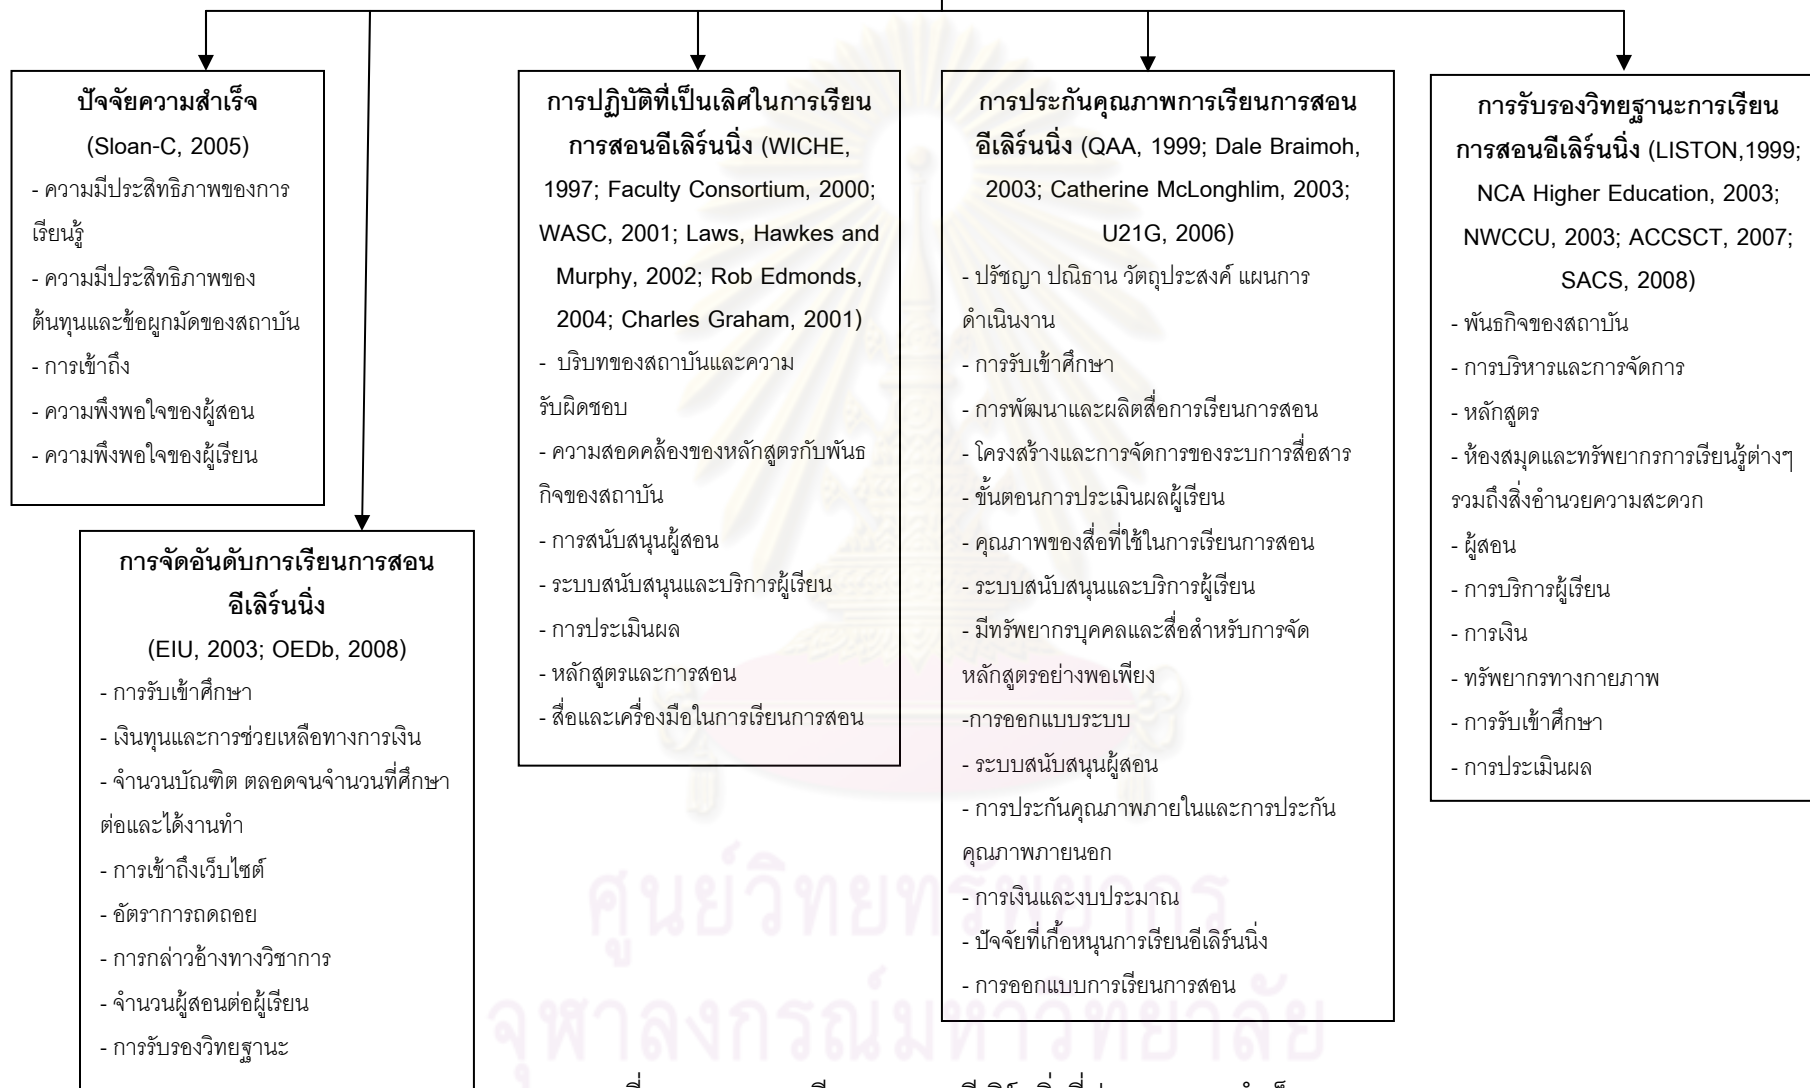 ปัจจัยความสำเร็จ
(Sloan-C, 2005)
- ความมีประสิทธิภาพของการ
เรียนรู้
- ความมีประสิทธิภาพของ
ต้นทุนและข้อผูกมัดของสถาบัน
- การเข้าถึง
- ความพึงพอใจของผู้สอน
- ความพึงพอใจของผู้เรียน
การจัดอันดับการเรียนการสอน
อีเลิร์นนิ่ง
(EIU, 2003; OEDb, 2008)
- การรับเข้าศึกษา
- เงินทุนและการช่วยเหลือทางการเงิน
- จำนวนบัณฑิต ตลอดจนจำนวนที่ศึกษา
ต่อและได้งานทำ
- การเข้าถึงเว็บไซต์
- อัตราการถดถอย
- การกล่าวอ้างทางวิชาการ
- จำนวนผู้สอนต่อผู้เรียน
- การรับรองวิทยฐานะ
การปฏิบัติที่เป็นเลิศในการเรียน
การสอนอีเลิร์นนิ่ง (WICHE,
1997; Faculty Consortium, 2000;
WASC, 2001; Laws, Hawkes and
Murphy, 2002; Rob Edmonds,
2004; Charles Graham, 2001)
- บริบทของสถาบันและความ
รับผิดชอบ
- ความสอดคล้องของหลักสูตรกับพันธ
กิจของสถาบัน
- การสนับสนุนผู้สอน
- ระบบสนับสนุนและบริการผู้เรียน
- การประเมินผล
- หลักสูตรและการสอน
- สื่อและเครื่องมือในการเรียนการสอน
การประกันคุณภาพการเรียนการสอน
อีเลิร์นนิ่ง (QAA, 1999; Dale Braimoh,
2003; Catherine McLonghlim, 2003;
U21G, 2006)
- ปรัชญา ปณิธาน วัตถุประสงค์ แผนการ
ดำเนินงาน
- การรับเข้าศึกษา
- การพัฒนาและผลิตสื่อการเรียนการสอน
- โครงสร้างและการจัดการของระบการสื่อสาร
- ขั้นตอนการประเมินผลผู้เรียน
- คุณภาพของสื่อที่ใช้ในการเรียนการสอน
- ระบบสนับสนุนและบริการผู้เรียน
- มีทรัพยากรบุคคลและสื่อสำหรับการจัด
หลักสูตรอย่างพอเพียง
-การออกแบบระบบ
- ระบบสนับสนุนผู้สอน
- การประกันคุณภาพภายในและการประกัน
คุณภาพภายนอก
- การเงินและงบประมาณ
- ปัจจัยที่เกื้อหนุนการเรียนอีเลิร์นนิ่ง
- การออกแบบการเรียนการสอน
การรับรองวิทยฐานะการเรียน
การสอนอีเลิร์นนิ่ง (LISTON,1999;
NCA Higher Education, 2003;
NWCCU, 2003; ACCSCT, 2007;
SACS, 2008)
- พันธกิจของสถาบัน
- การบริหารและการจัดการ
- หลักสูตร
- ห้องสมุดและทรัพยากรการเรียนรู้ต่างๆ
รวมถึงสิ่งอำนวยความสะดวก
- ผู้สอน
- การบริการผู้เรียน
- การเงิน
- ทรัพยากรทางกายภาพ
- การรับเข้าศึกษา
- การประเมินผล
ศูนย์วิทยทรัพยากร
จุฬาลงกรณ์มหาวิทยาลัย